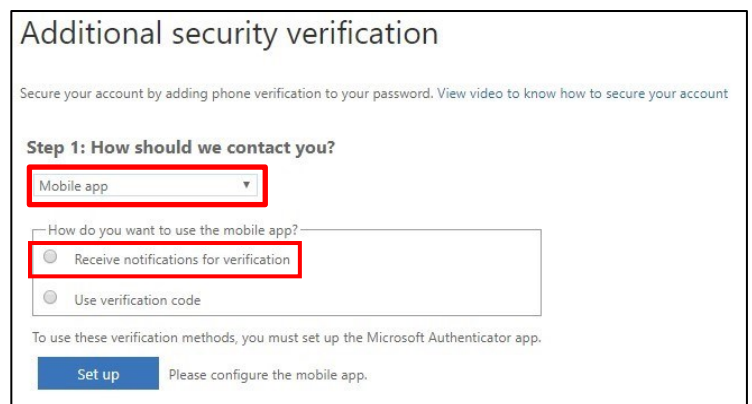 Additional security verification
Secure your account by adding phone verification to your password. View video to know how to secure your account
Step 1: How should we contact you?
Mobile app
How do you want to use the mobile app?
Receive notifications for verification
Use verification code
To use these verification methods, you must set up the Microsoft Authenticator app.
Set up Please configure the mobile app.